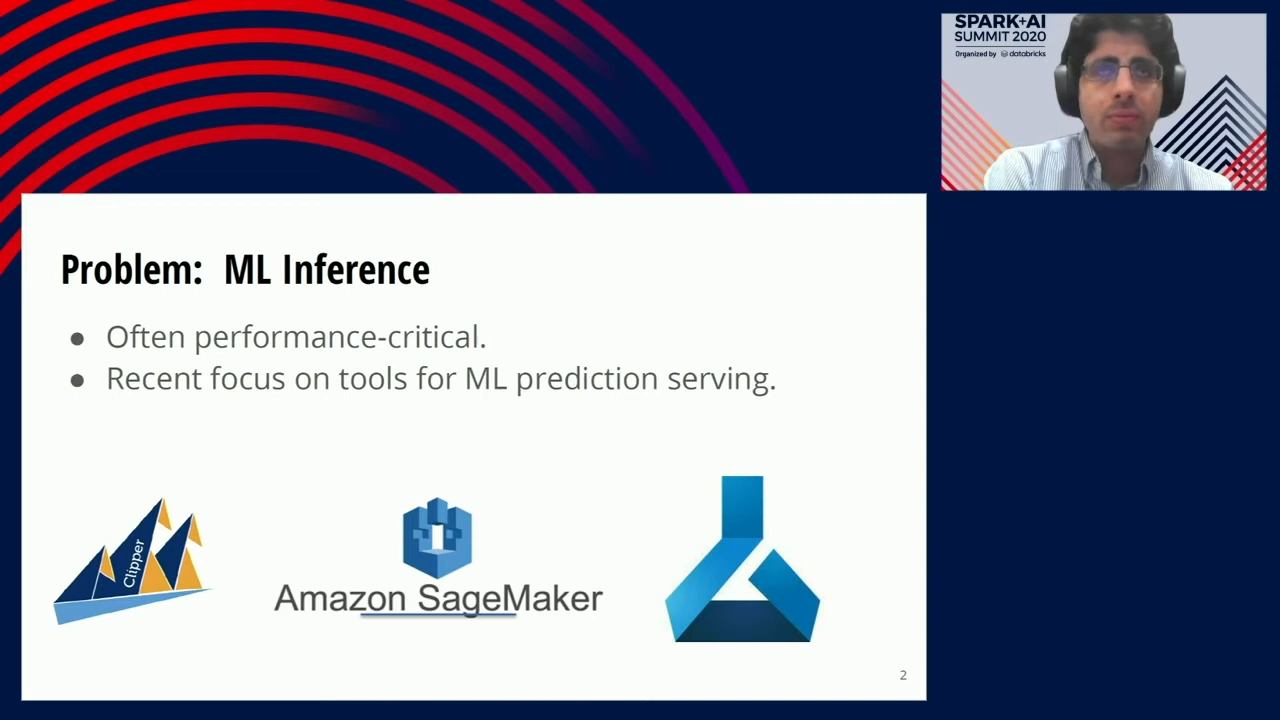 SPARK+AI
SUMMIT 2020
Organized by databricks
Problem: ML Inference
● Often performance-critical.
● Recent focus on tools for ML prediction serving.
Clipper
Amazon SageMaker
2